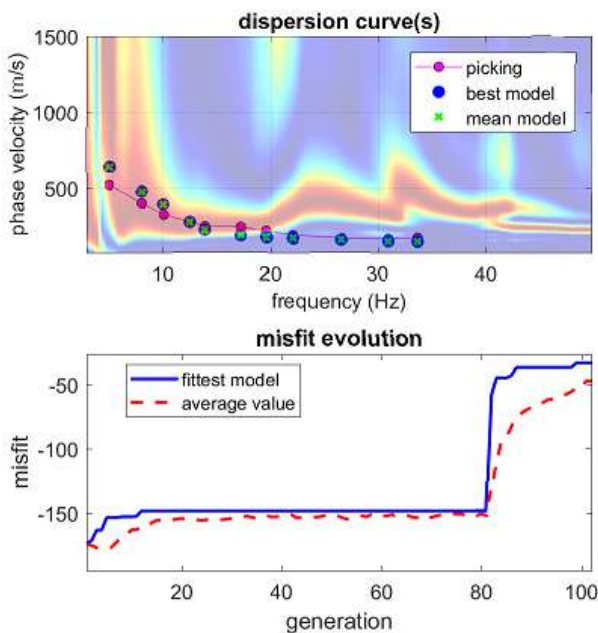 dispersion curve(s)
1500
1000
500
phase velocity (m/s)
picking
best model
mean model
10
20
30
40
frequency (Hz)
misfit evolution
-50
-100
-150
misfit
fittest model
average value
20
40
60
80
100
generation